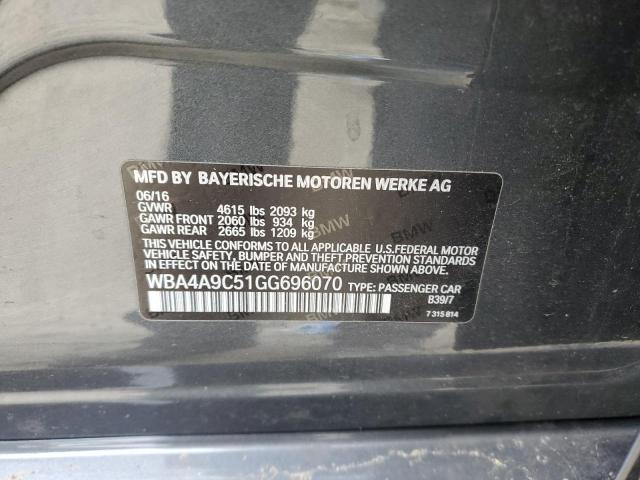 MFD BY BAYERISCHE MOTOREN WERKE AG
06/16
GVWR 4615 lbs 2093 kg
GAWR FRONT 2060 lbs 934 kg
GAWR REAR 2665 lbs 1209 kg
THIS VEHICLE CONFORMS TO ALL APPLICABLE U.S.FEDERAL MOTOR
VEHICLE SAFETY, BUMPER AND THEFT PREVENTION STANDARDS
IN EFFECT ON THE DATE OF MANUFACTURE SHOWN ABOVE.
WBA4A9C51GG696070 TYPE: PASSENGER CAR
B39/7
7 315 814